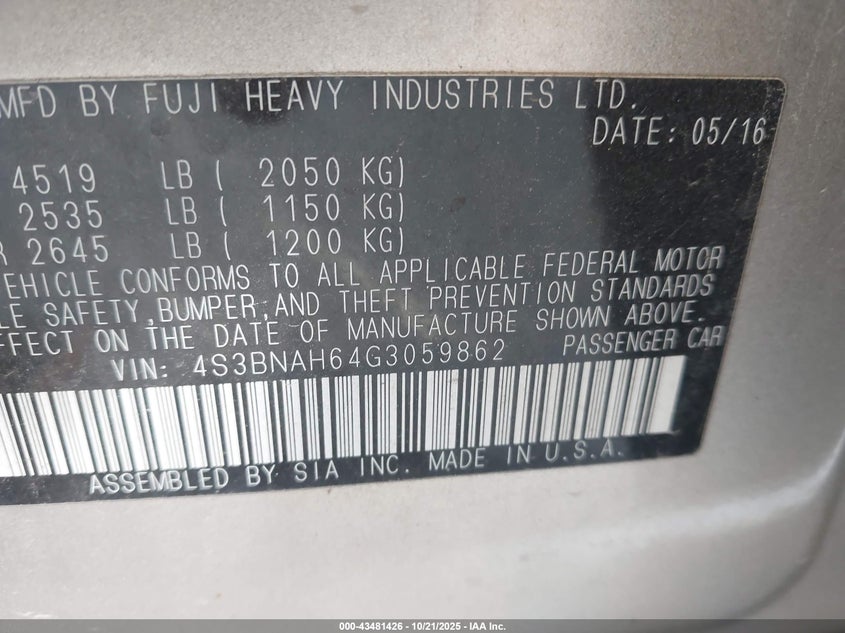 MFD BY FUJI HEAVY INDUSTRIES LTD.
DATE: 05/16
4519 LB ( 2050 KG)
2535 LB ( 1150 KG)
R 2645 LB ( 1200 KG)
EHICLE CONFORMS TO ALL APPLICABLE FEDERAL MOTOR
LE SAFETY,BUMPER,AND THEFT PREVENTION STANDARDS
FFECT ON THE DATE OF MANUFACTURE SHOWN ABOVE.
VIN: 4S3BNAH64G3059862 PASSENGER CAR
ASSEMBLED BY SIA INC. MADE IN U.S.A.
000-43481426 - 10/21/2025 - IAA Inc.